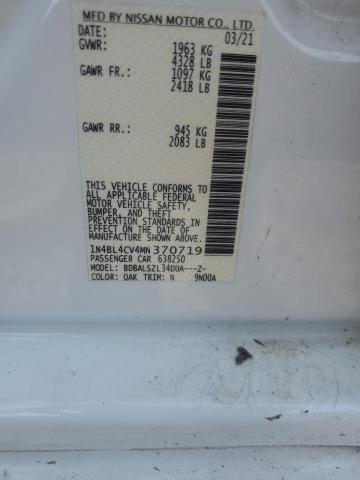 MFD BY NISSAN MOTOR CO., LTD.
DATE: 03/21
GVWR: 1963 KG
4328 LB
GAWR FR.: 1097 KG
2418 LB
GAWR RR.: 945 KG
2083 LB
THIS VEHICLE CONFORMS TO
ALL APPLICABLE FEDERAL
MOTOR VEHICLE SAFETY,
BUMPER, AND THEFT
PREVENTION STANDARDS IN
EFFECT ON THE DATE OF
MANUFACTURE SHOWN ABOVE.
1N4BL4CV4MN370719
PASSENGER CAR 638250
MODEL: BDBALSZL34DUA---Z-
COLOR: QAK TRIM: N 9N00A